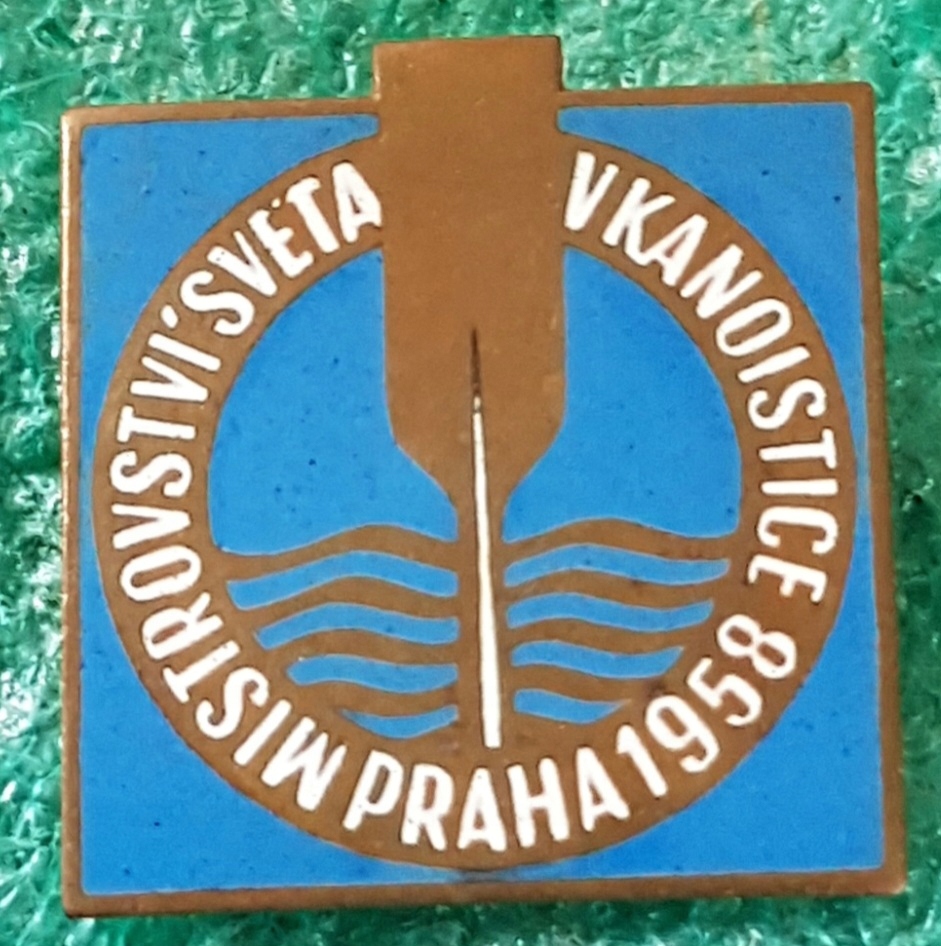 MISTROVSTVÍ SVĚTA V KANOISTICE
PRAHA 1958